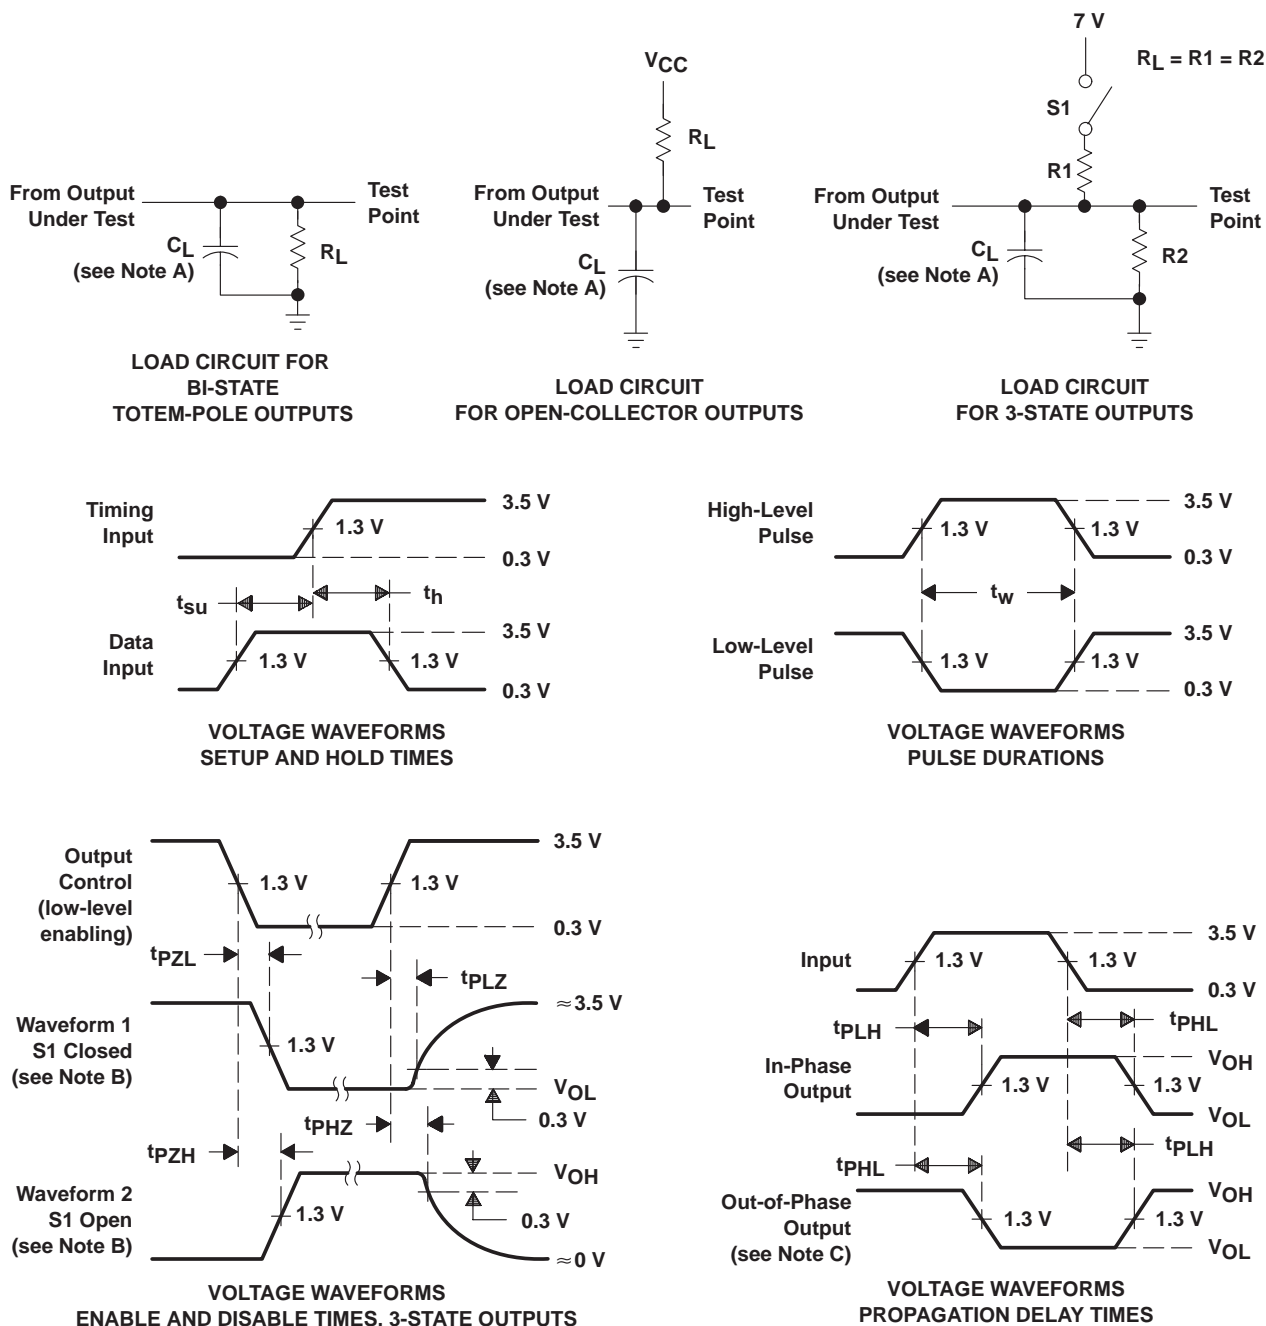 7 V
RL = R1 = R2
S1
R1
From Output
Under Test
Test
Point
CL
(see Note A)
R2
LOAD CIRCUIT
FOR 3-STATE OUTPUTS
VCC
RL
From Output
Under Test
Test
Point
CL
(see Note A)
LOAD CIRCUIT
FOR OPEN-COLLECTOR OUTPUTS
From Output
Under Test
Test
Point
CL
(see Note A)
RL
LOAD CIRCUIT FOR
BI-STATE
TOTEM-POLE OUTPUTS
Timing
Input
1.3 V
3.5 V
0.3 V
tsu
th
Data
Input
1.3 V
1.3 V
3.5 V
0.3 V
VOLTAGE WAVEFORMS
SETUP AND HOLD TIMES
High-Level
Pulse
1.3 V
1.3 V
3.5 V
0.3 V
tw
Low-Level
Pulse
1.3 V
1.3 V
3.5 V
0.3 V
VOLTAGE WAVEFORMS
PULSE DURATIONS
Output
Control
(low-level
enabling)
1.3 V
1.3 V
3.5 V
0.3 V
tPZL
tPLZ
Waveform 1
S1 Closed
(see Note B)
1.3 V
≈3.5 V
VOL
0.3 V
tPHZ
tPZH
Waveform 2
S1 Open
(see Note B)
1.3 V
VOH
0.3 V
≈0 V
VOLTAGE WAVEFORMS
ENABLE AND DISABLE TIMES, 3-STATE OUTPUTS
Input
1.3 V
1.3 V
3.5 V
0.3 V
tPLH
tPHL
In-Phase
Output
1.3 V
1.3 V
VOH
VOL
tPHL
tPLH
Out-of-Phase
Output
(see Note C)
1.3 V
1.3 V
VOH
VOL
VOLTAGE WAVEFORMS
PROPAGATION DELAY TIMES